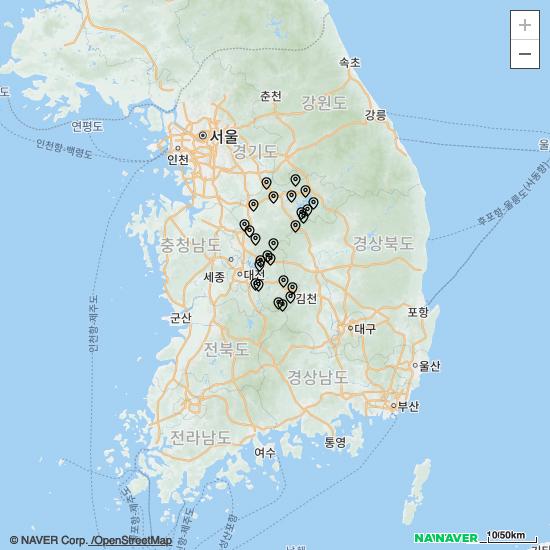 속초
춘천
강원도
강릉
도
연평도
서울
인천항-백령도
인천
경기도
울
후포항-울릉도(사동항)
충청남도
경상북도
세종
대전
김천
인천항-제주도
군산
포항
대구
전북도
울산
경상남도
부산
전라남도
여수
통영
© NAVER Corp. /OpenStreetMap
NAVER
10/50km